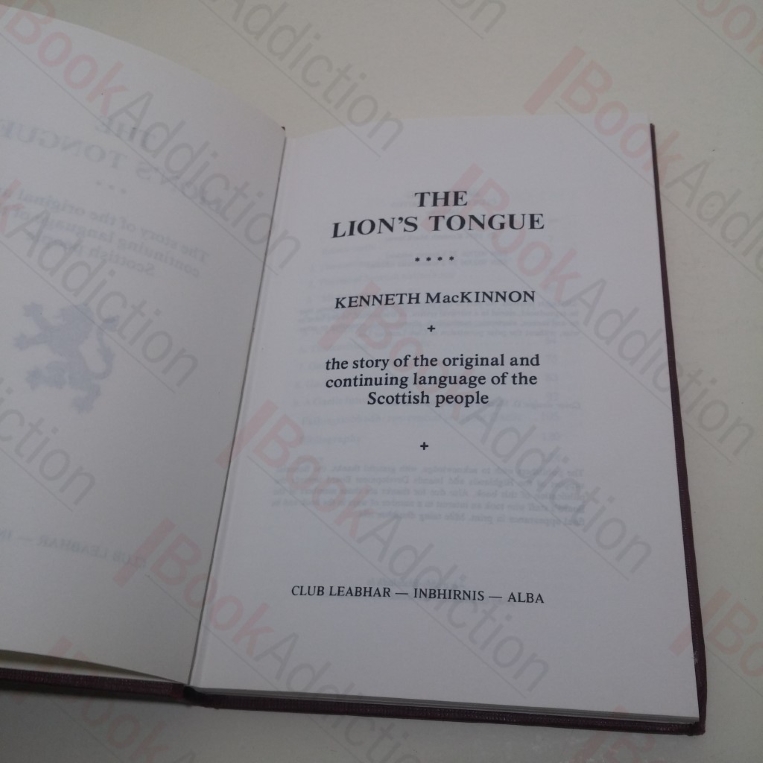 THE
LION'S TONGUE
KENNETH MacKINNON
+
the story of the original and
continuing language of the
Scottish people
+
CLUB LEABHAR — INBHIRNIS — ALBA
BookAddiction